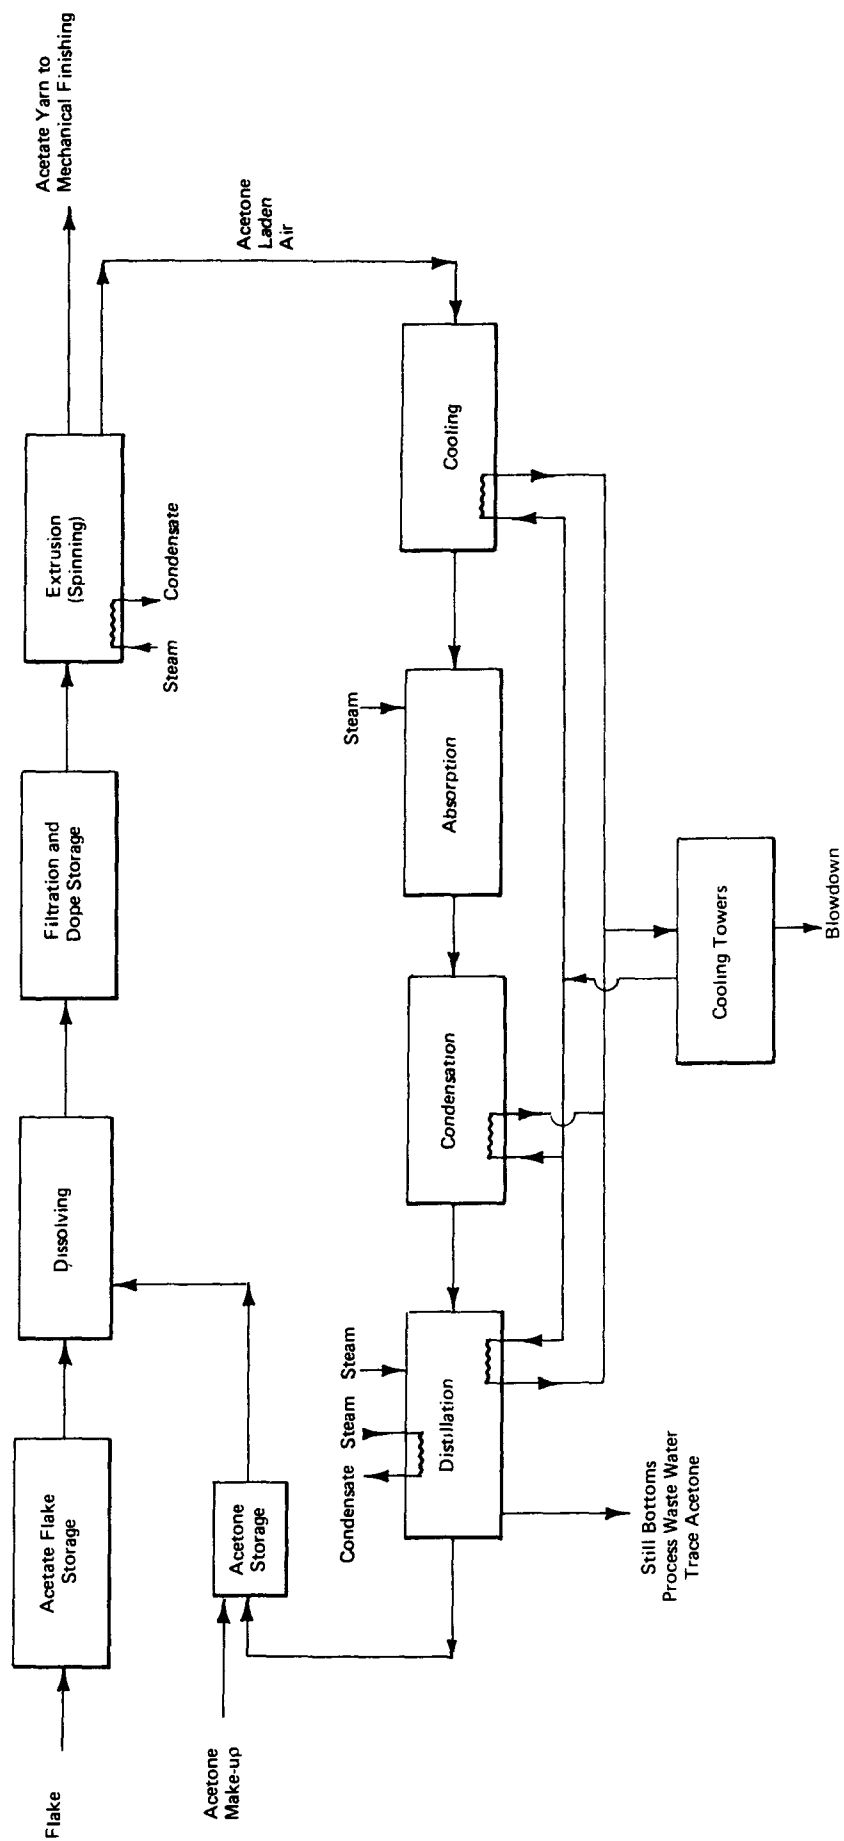 Flake
Acetate Flake
Storage
Dissolving
Filtration and
Dope Storage
Extrusion
(Spinning)
Steam
Condensate
Acetate Yarn to
Mechanical Finishing
Acetone
Laden
Air
Acetone
Make-up
Acetone
Storage
Condensate
Steam
Steam
Distillation
Condensation
Steam
Absorption
Cooling
Still Bottoms
Process Waste Water
Trace Acetone
Cooling Towers
Blowdown